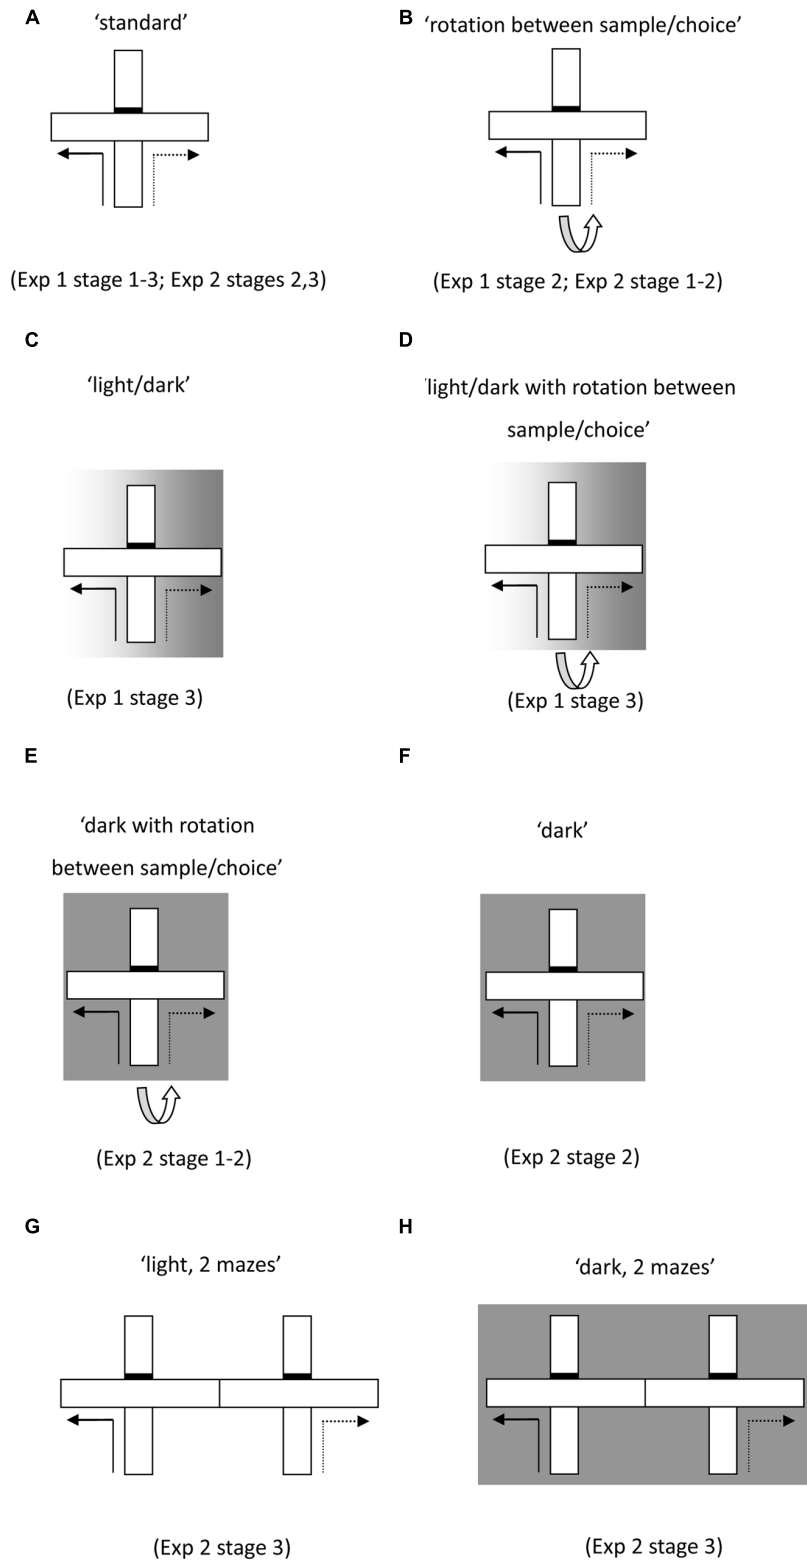 A
‘standard’
(Exp 1 stage 1-3; Exp 2 stages 2,3)
B
‘rotation between sample/choice’
(Exp 1 stage 2; Exp 2 stage 1-2)
C
‘light/dark’
(Exp 1 stage 3)
D
‘light/dark with rotation between
sample/choice’
(Exp 1 stage 3)
E
‘dark with rotation
between sample/choice’
(Exp 2 stage 1-2)
F
‘dark’
(Exp 2 stage 2)
G
‘light, 2 mazes’
(Exp 2 stage 3)
H
‘dark, 2 mazes’
(Exp 2 stage 3)